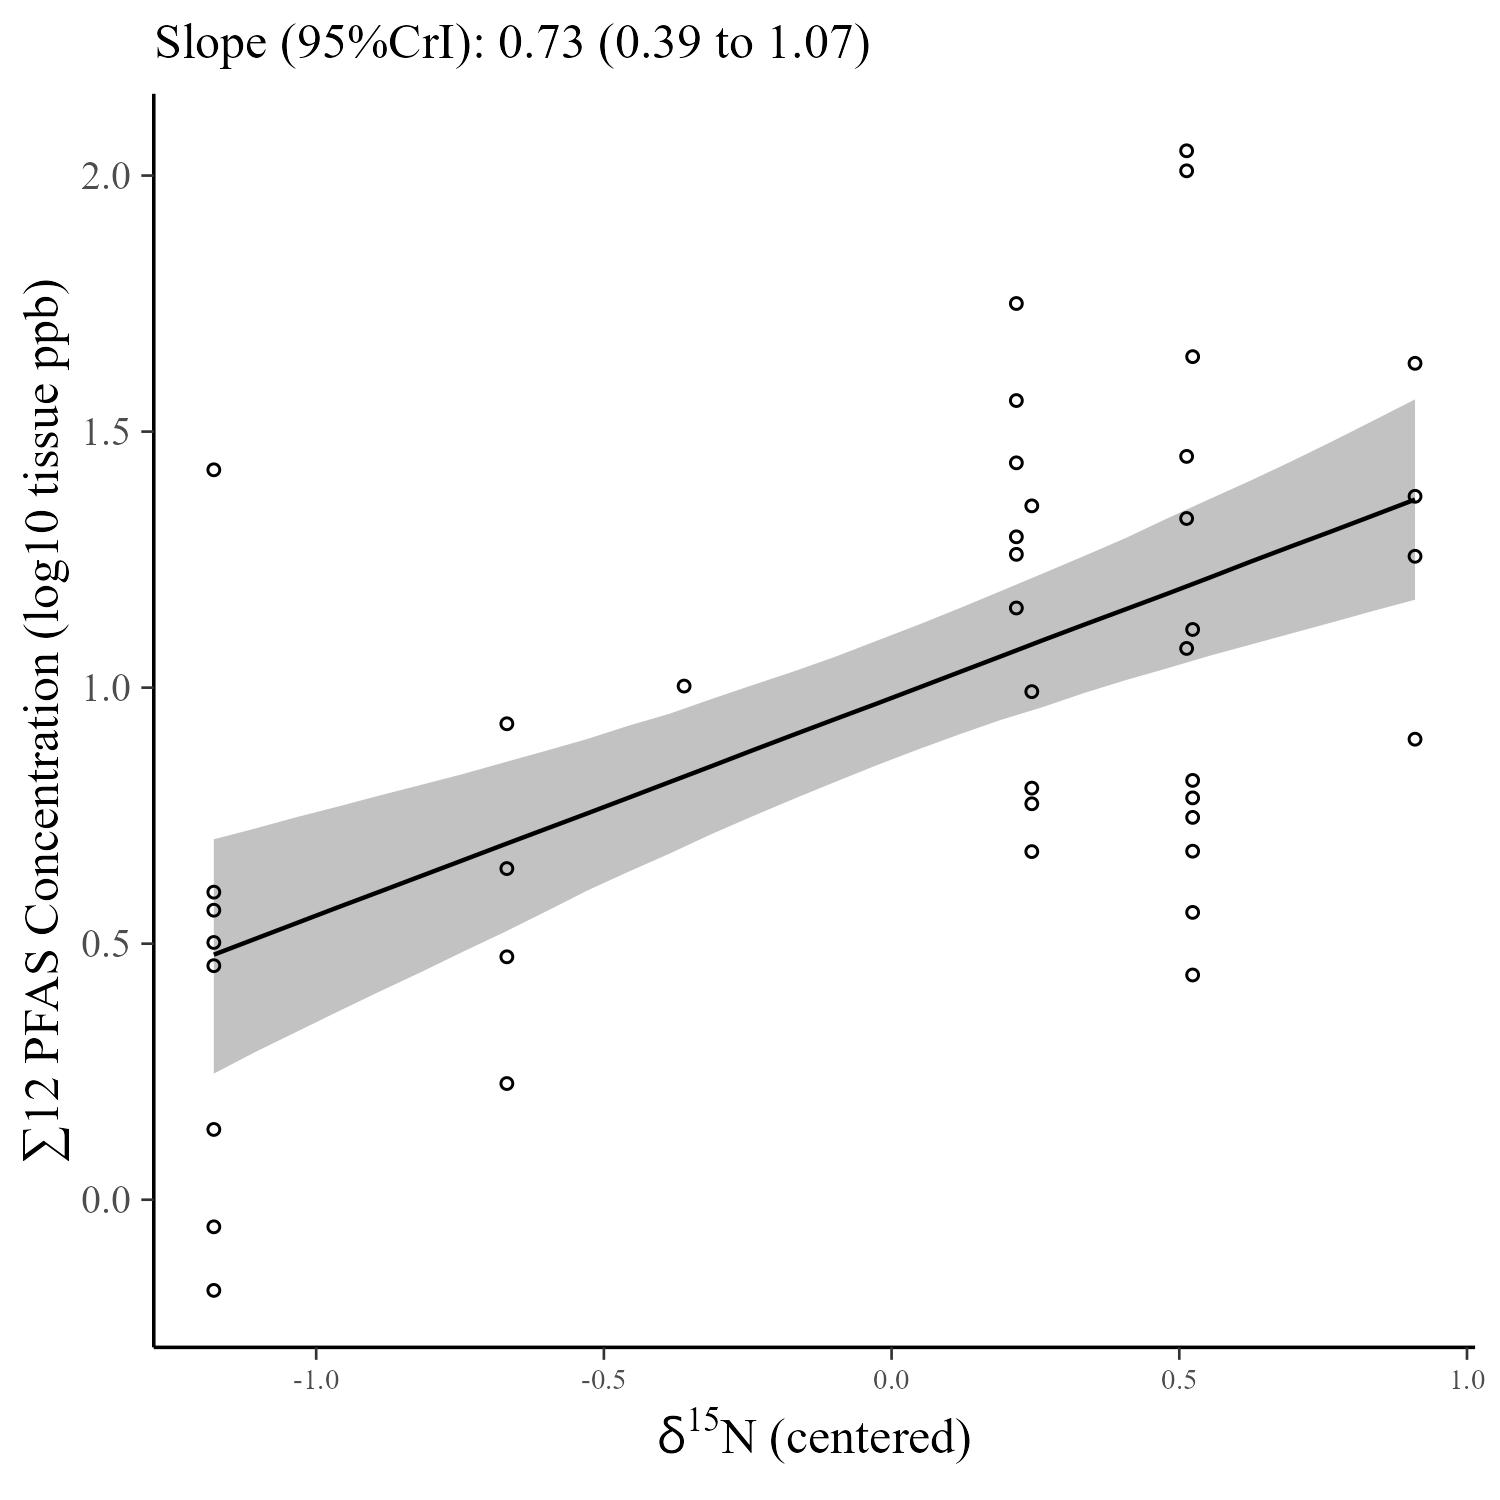 Slope (95%CrI): 0.73 (0.39 to 1.07)
∑12 PFAS Concentration (log10 tissue ppb)
2.0
1.5
1.0
0.5
0.0
-1.0 -0.5 0.0 0.5 1.0
δ¹⁵N (centered)